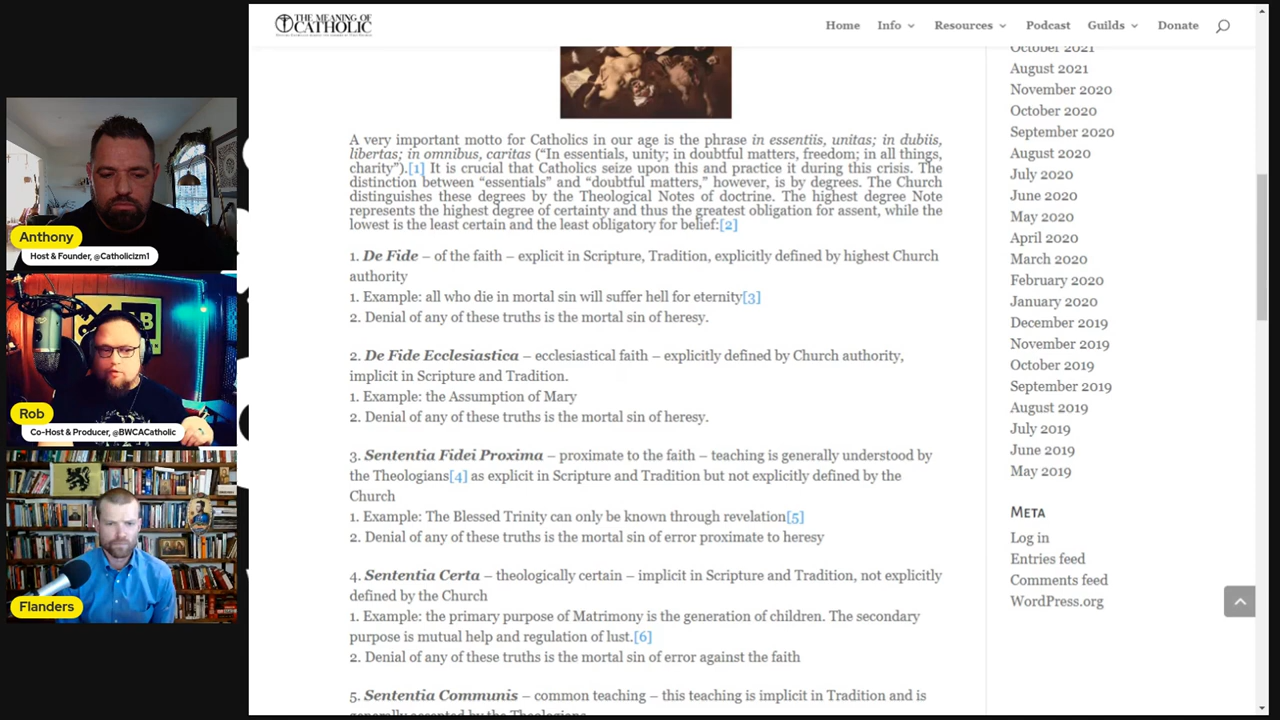 THE MEANING OF
CATHOLIC
Home
Info
Resources
Podcast
Guilds
Donate
Anthony
Host & Founder, @Catholicizm1
Rob
Co-Host & Producer, @BWCACatholic
Flanders
A very important motto for Catholics in our age is the phrase in essentiis, unitas; in dubiis,
libertas; in omnibus, caritas (“In essentials, unity; in doubtful matters, freedom; in all things,
charity”).[1] It is crucial that Catholics seize upon this and practice it during this crisis. The
distinction between “essentials” and “doubtful matters,” however, is by degrees. The Church
distinguishes these degrees by the Theological Notes of doctrine. The highest degree Note
represents the highest degree of certainty and thus the greatest obligation for assent, while the
lowest is the least certain and the least obligatory for belief:[2]
1. De Fide – of the faith – explicit in Scripture, Tradition, explicitly defined by highest Church
authority
1. Example: all who die in mortal sin will suffer hell for eternity[3]
2. Denial of any of these truths is the mortal sin of heresy.
2. De Fide Ecclesiastica – ecclesiastical faith – explicitly defined by Church authority,
implicit in Scripture and Tradition.
1. Example: the Assumption of Mary
2. Denial of any of these truths is the mortal sin of heresy.
3. Sententia Fidei Proxima – proximate to the faith – teaching is generally understood by
the Theologians[4] as explicit in Scripture and Tradition but not explicitly defined by the
Church
1. Example: The Blessed Trinity can only be known through revelation[5]
2. Denial of any of these truths is the mortal sin of error proximate to heresy
4. Sententia Certa – theologically certain – implicit in Scripture and Tradition, not explicitly
defined by the Church
1. Example: the primary purpose of Matrimony is the generation of children. The secondary
purpose is mutual help and regulation of lust.[6]
2. Denial of any of these truths is the mortal sin of error against the faith
5. Sententia Communis – common teaching – this teaching is implicit in Tradition and is
generally accepted by the Theologians
October 2021
August 2021
November 2020
October 2020
September 2020
August 2020
July 2020
June 2020
May 2020
April 2020
March 2020
February 2020
January 2020
December 2019
November 2019
October 2019
September 2019
August 2019
July 2019
June 2019
May 2019
META
Log in
Entries feed
Comments feed
WordPress.org